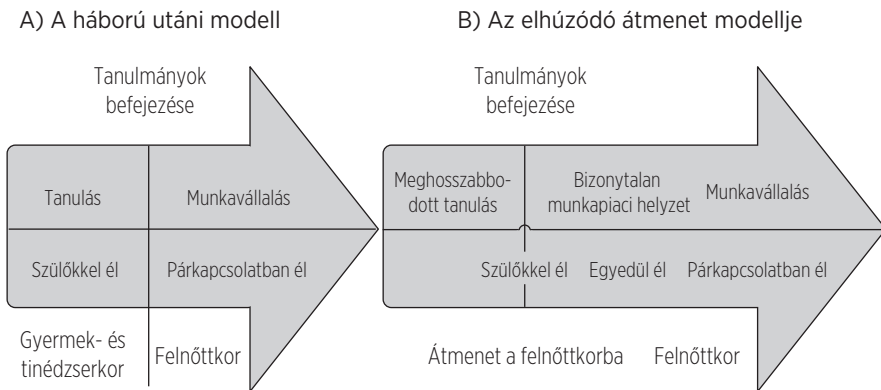 A) A háború utáni modell
Tanulmányok
befejezése
Tanulás
Munkavállalás
Szülőkkel él
Párkapcsolatban él
Gyermek- és
tinédzserkor
Felnőttkor
B) Az elhúzódó átmenet modellje
Tanulmányok
befejezése
Meghosszabbo-
dott tanulás
Bizonytalan
munkapiaci helyzet
Munkavállalás
Szülőkkel él
Egyedül él
Párkapcsolatban él
Átmenet a felnőttkorba
Felnőttkor